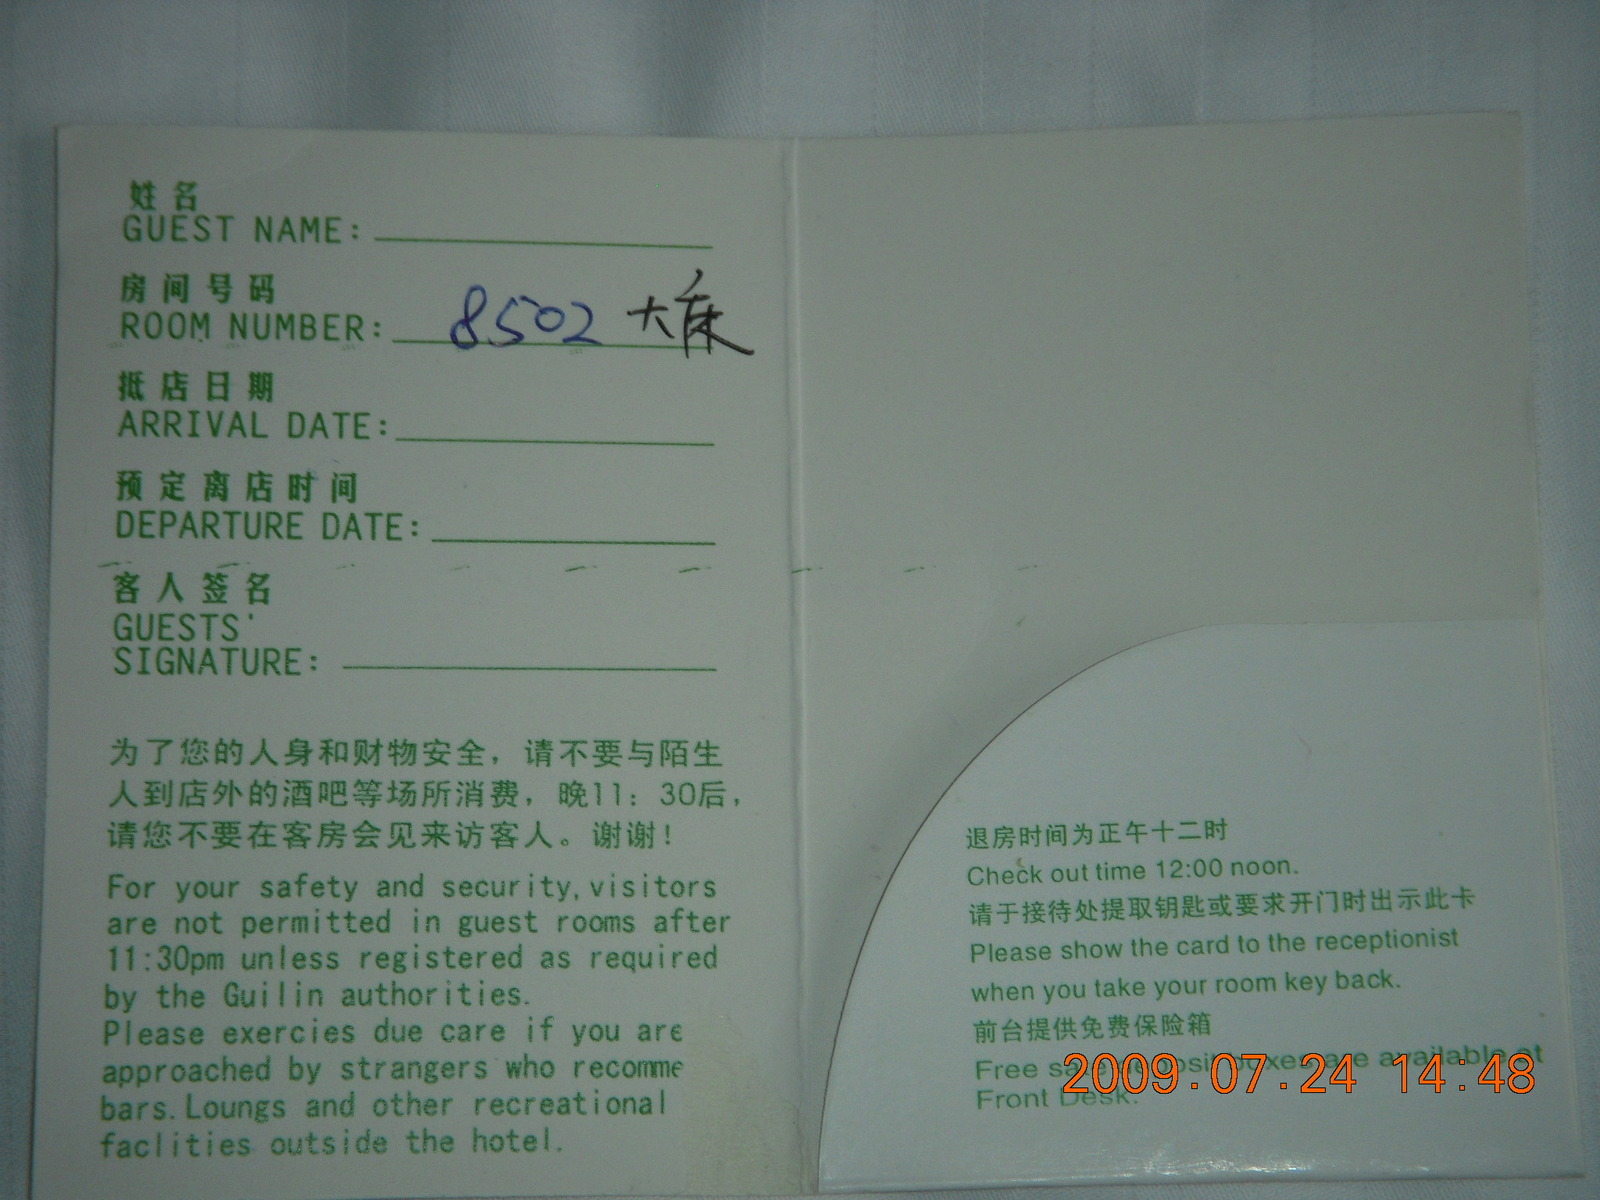 姓名
GUEST NAME:
房间号码
ROOM NUMBER: 8502 大床
抵店日期
ARRIVAL DATE:
预定离店时间
DEPARTURE DATE:
客人签名
GUESTS'
SIGNATURE:
为了您的人身和财物安全，请不要与陌生
人到店外的酒吧等场所消费，晚11：30后，
请您不要在客房会见来访客人。谢谢！
For your safety and security,visitors
are not permitted in guest rooms after
11:30pm unless registered as required
by the Guilin authorities.
Please exercies due care if you are
approached by strangers who recomme
bars.Loungs and other recreational
faclities outside the hotel.
退房时间为正午十二时
Check out time 12:00 noon.
请于接待处提取钥匙或要求开门时出示此卡
Please show the card to the receptionist
when you take your room key back.
前台提供免费保险箱
Free safe deposit boxes are available at
Front Desk.
2009.07.24 14:48